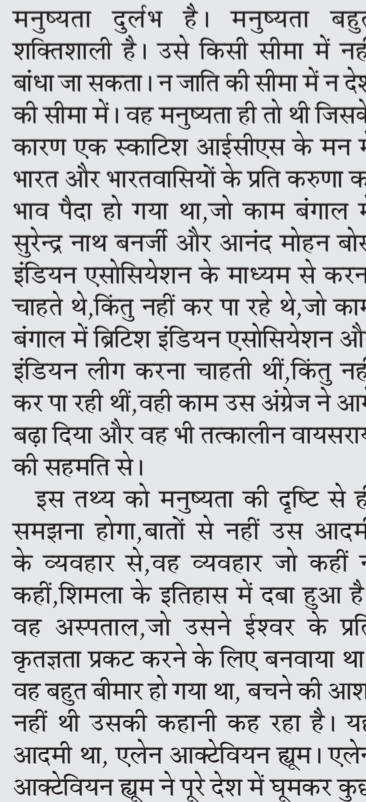 मनुष्यता दुर्लभ है। मनुष्यता बहुत
शक्तिशाली है। उसे किसी सीमा में नहीं
बांधा जा सकता। न जाति की सीमा में न देश
की सीमा में। वह मनुष्यता ही तो थी जिसके
कारण एक स्काटिश आईसीएस के मन में
भारत और भारतवासियों के प्रति करुणा का
भाव पैदा हो गया था,जो काम बंगाल में
सुरेन्द्र नाथ बनर्जी और आनंद मोहन बोस
इंडियन एसोसियेशन के माध्यम से करना
चाहते थे,किंतु नहीं कर पा रहे थे,जो काम
बंगाल में ब्रिटिश इंडियन एसोसियेशन और
इंडियन लीग करना चाहती थीं,किंतु नहीं
कर पा रही थीं,वही काम उस अंग्रेज ने आगे
बढ़ा दिया और वह भी तत्कालीन वायसराय
की सहमति से।
इस तथ्य को मनुष्यता की दृष्टि से ही
समझना होगा,बातों से नहीं उस आदमी
के व्यवहार से,वह व्यवहार जो कहीं न
कहीं,शिमला के इतिहास में दबा हुआ है
वह अस्पताल,जो उसने ईश्वर के प्रति
कृतज्ञता प्रकट करने के लिए बनवाया था
वह बहुत बीमार हो गया था, बचने की आशा
नहीं थी उसकी कहानी कह रहा है। यह
आदमी था, एलेन आक्टेवियन ह्यूम। एलेन
आक्टेवियन ह्यूम ने पूरे देश में घूमकर कुछ